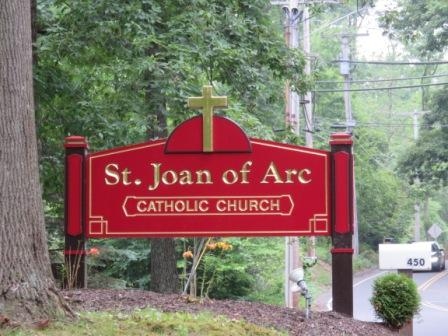 St. Joan of Arc
CATHOLIC CHURCH
450